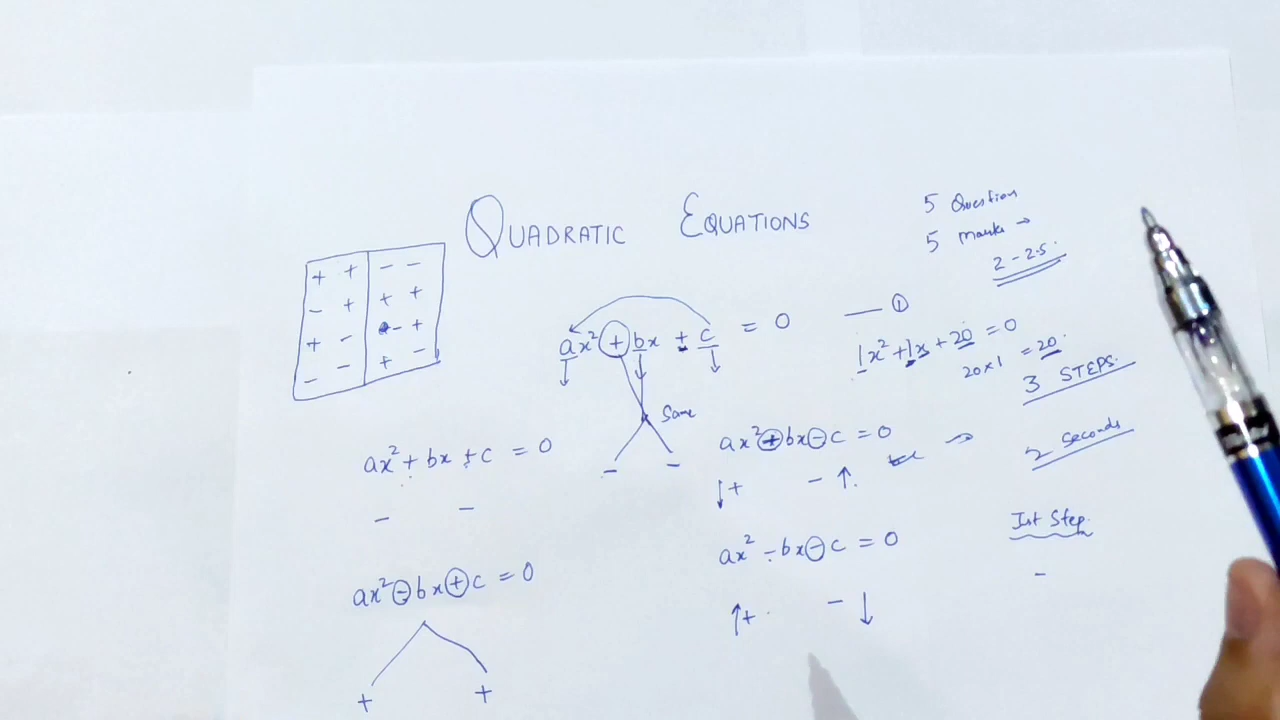 QUADRATIC EQUATIONS
5 Question
5 marks →
2 - 2.5
+ + - -
- + + +
+ - - +
- - + -
ax² + bx + c = 0 — ①
Same
- -
1x² + 1x + 20 = 0
20 x 1 = 20
3 STEPS.
ax² + bx + c = 0
- -
ax² + bx - c = 0
↓+ - ↑
2 Seconds
ax² - bx + c = 0
+ +
ax² - bx - c = 0
↑+ - ↓
Ist Step
-